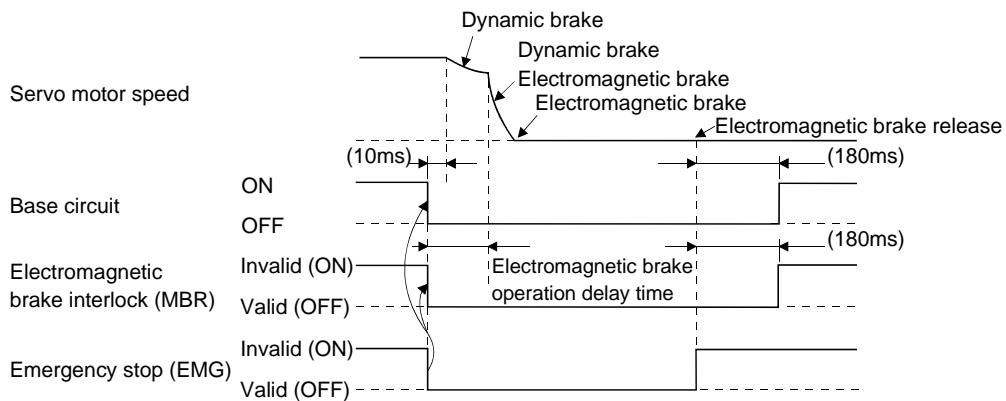 Dynamic brake
Dynamic brake
Electromagnetic brake
Servo motor speed
Electromagnetic brake
Electromagnetic brake release
(10ms)
(180ms)
ON
Base circuit
OFF
(180ms)
Electromagnetic
brake interlock (MBR)
Invalid (ON)
Valid (OFF)
Electromagnetic brake
operation delay time
Invalid (ON)
Emergency stop (EMG)
Valid (OFF)